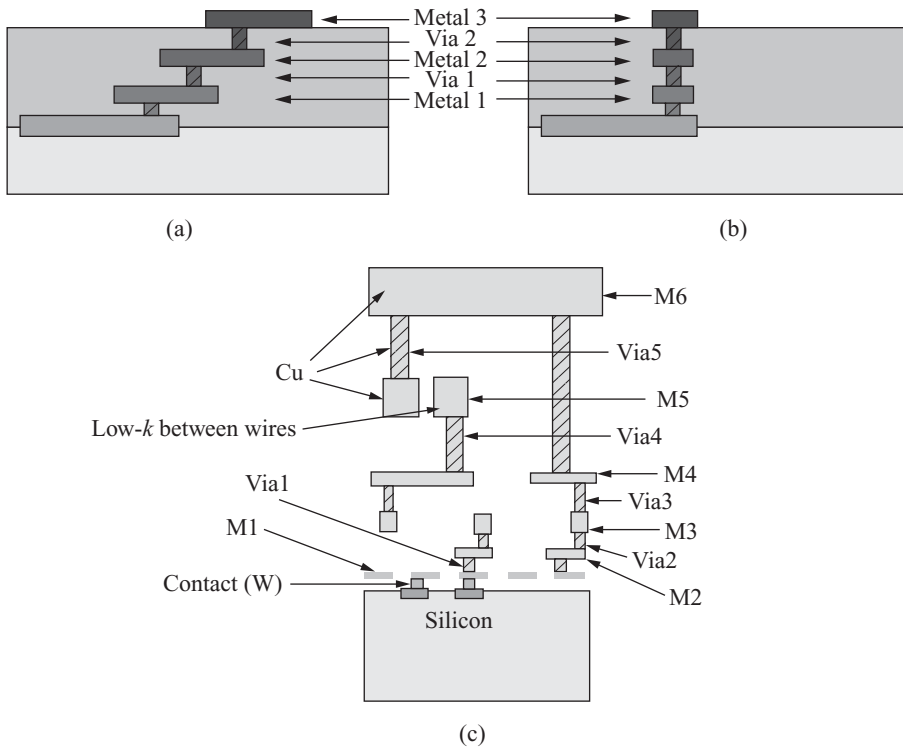 Metal 3
Via 2
Metal 2
Via 1
Metal 1
(a)
(b)
M6
Via5
Cu
M5
Low-k between wires
Via4
M4
Via1
Via3
M1
M3
Via2
Contact (W)
M2
Silicon
(c)